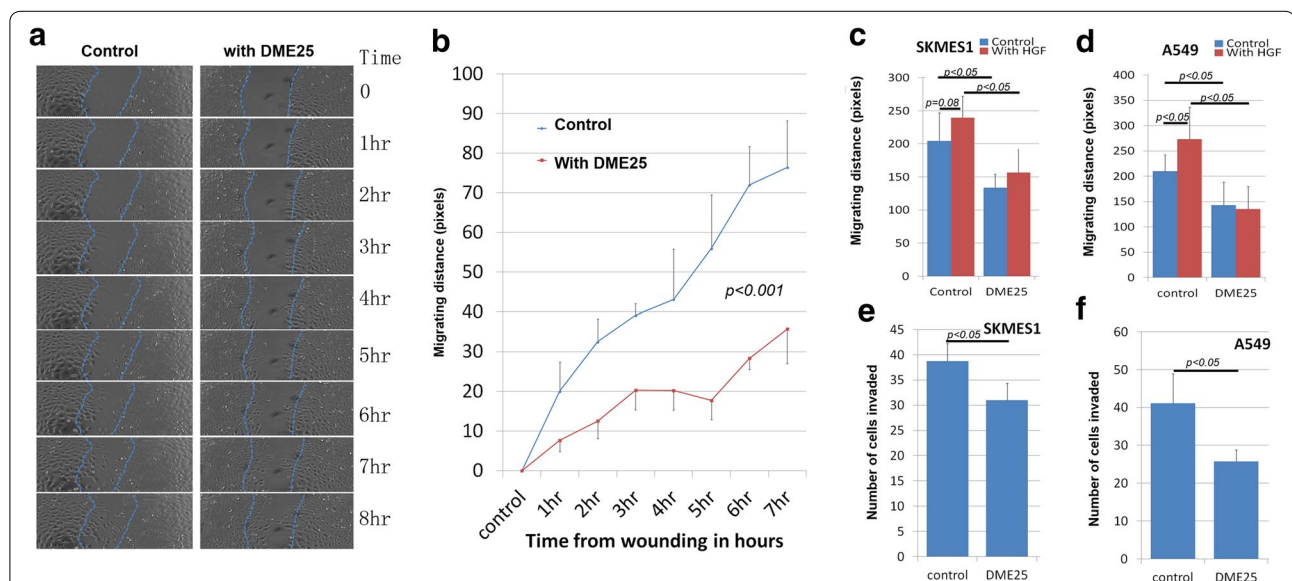 a
Control
with DME25
Time
0
1hr
2hr
3hr
4hr
5hr
6hr
7hr
8hr
b
Migrating distance (pixels)
100
90
80
70
60
50
40
30
20
10
0
Control
With DME25
p<0.001
control
1hr
2hr
3hr
4hr
5hr
6hr
7hr
Time from wounding in hours
c
SKMES1
Control
With HGF
Migrating distance (pixels)
300
250
200
150
100
50
0
p<0.05
p<0.05
p=0.08
Control
DME25
d
A549
Control
With HGF
Migrating distance (pixels)
400
350
300
250
200
150
100
50
0
p<0.05
p<0.05
p<0.05
control
DME25
e
SKMES1
Number of cells invaded
45
40
35
30
25
20
15
10
5
0
p<0.05
control
DME25
f
A549
Number of cells invaded
60
50
40
30
20
10
0
p<0.05
control
DME25